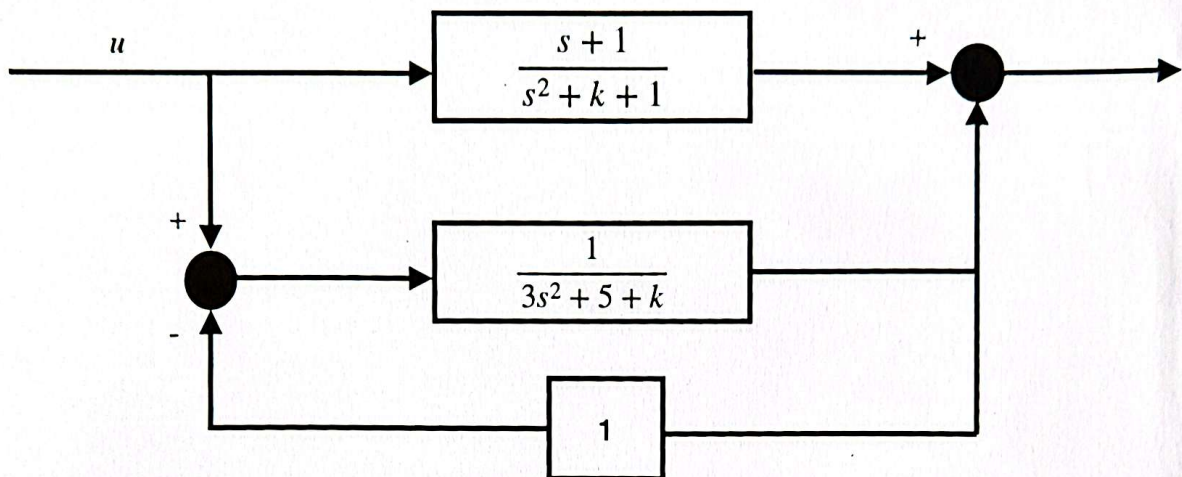 u
s + 1
s² + k + 1
+
+
1
3s² + 5 + k
-
1